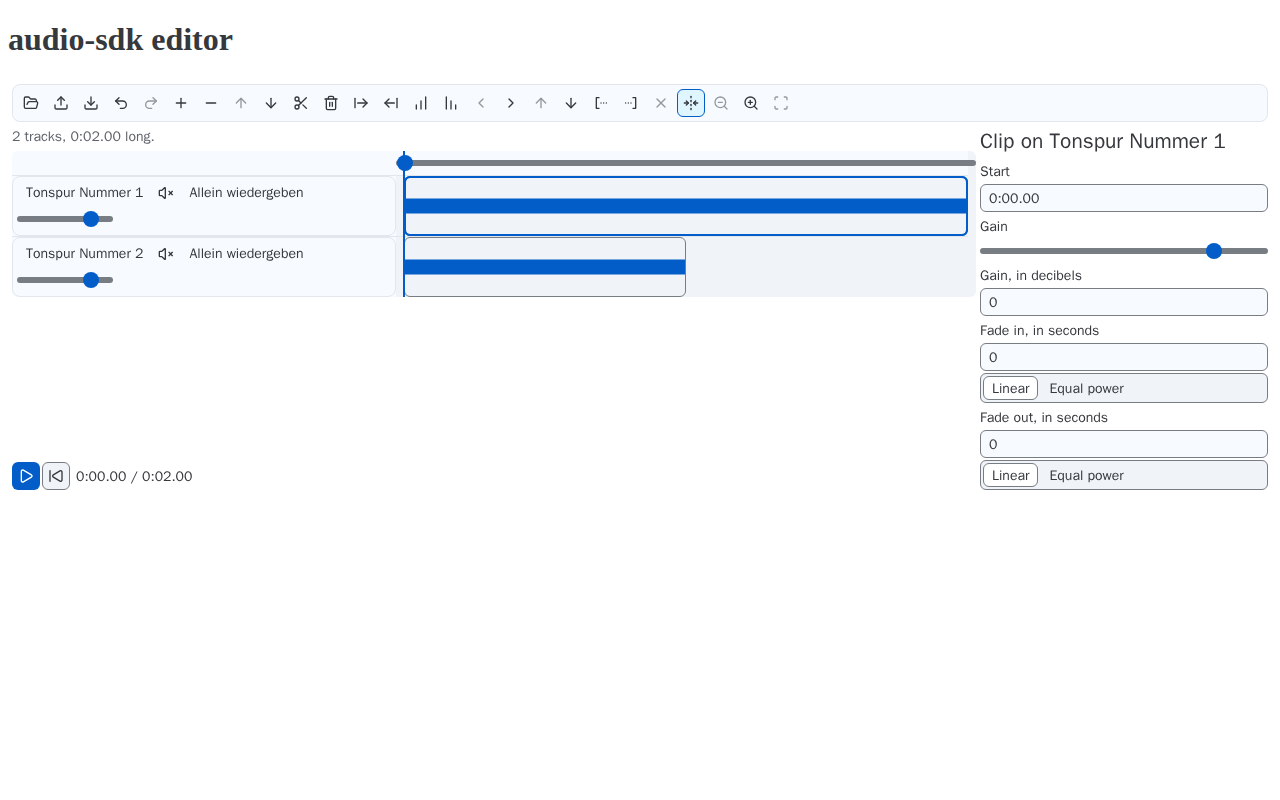 audio-sdk editor
2 tracks, 0:02.00 long.
Tonspur Nummer 1 Allein wiedergeben
Tonspur Nummer 2 Allein wiedergeben
0:00.00 / 0:02.00
Clip on Tonspur Nummer 1
Start
0:00.00
Gain
Gain, in decibels
0
Fade in, in seconds
0
Linear Equal power
Fade out, in seconds
0
Linear Equal power